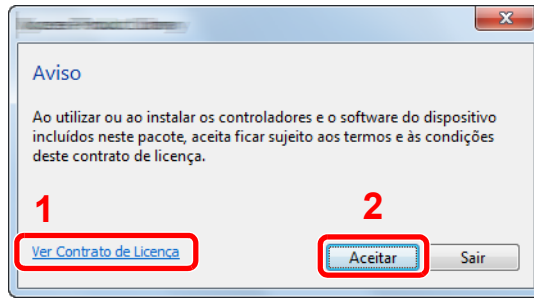 Aviso
Ao utilizar ou ao instalar os controladores e o software do dispositivo
incluídos neste pacote, aceita ficar sujeito aos termos e às condições
deste contrato de licença.
1
2
Ver Contrato de Licença
Aceitar
Sair